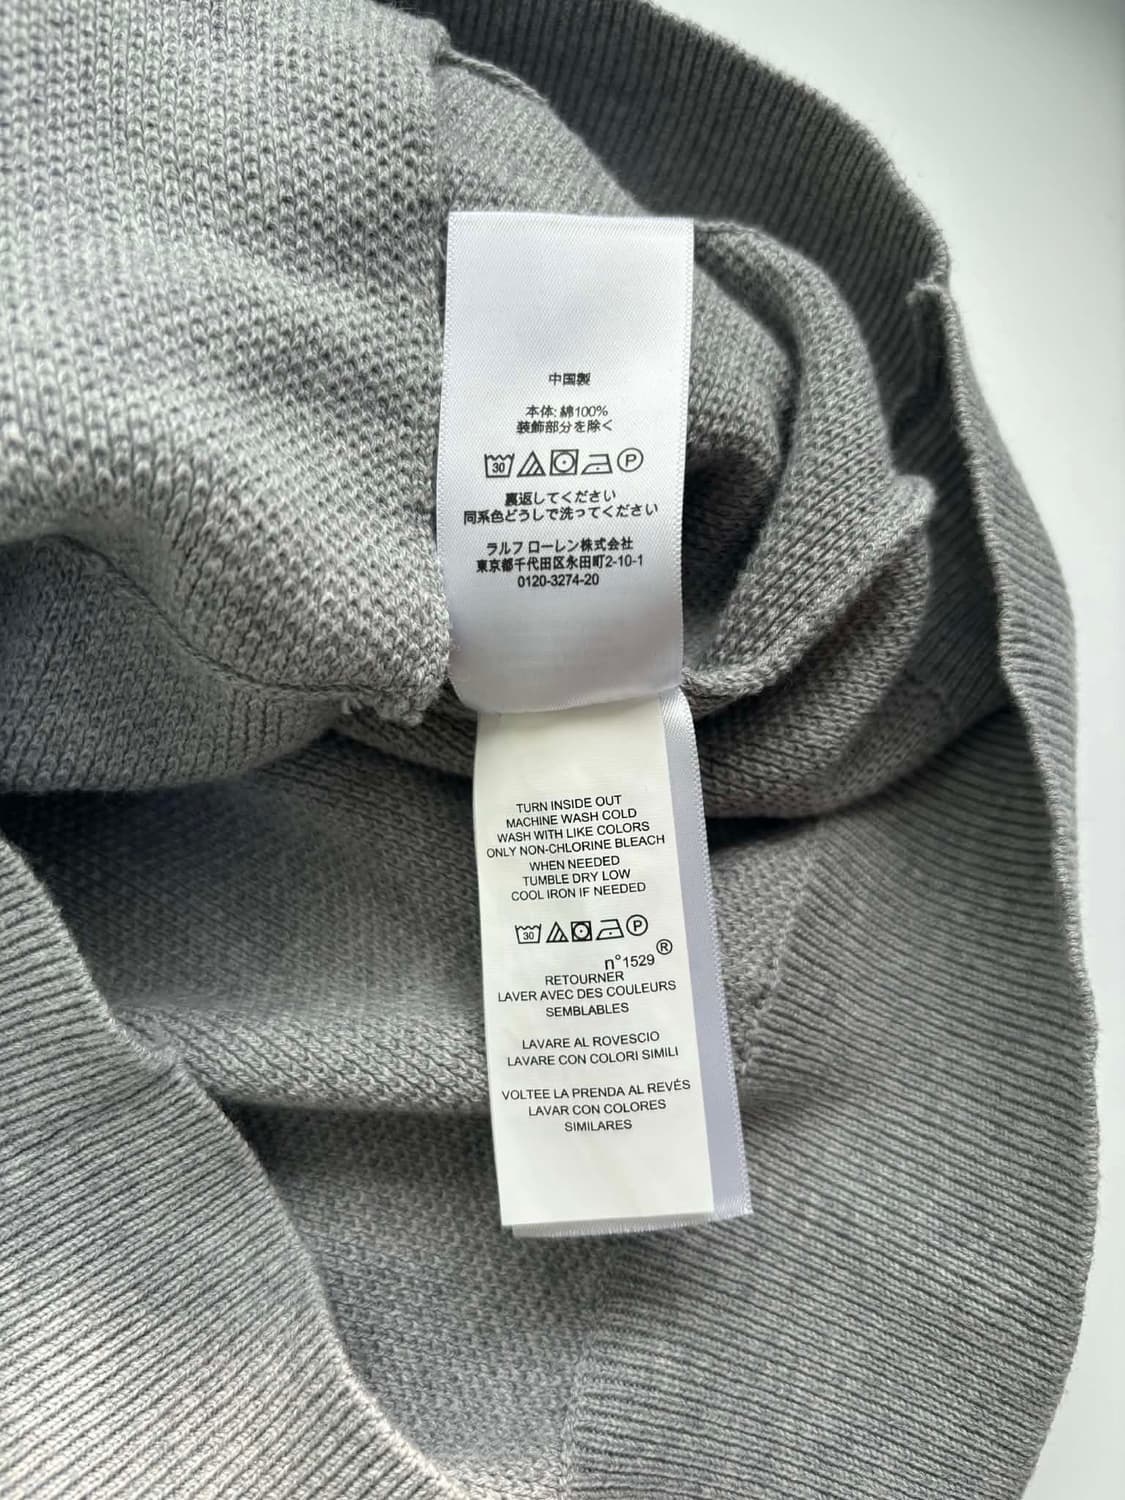 中国製
本体: 綿100%
装飾部分を除く
30 P
裏返してください
同系色どうしで洗ってください
ラルフ ローレン株式会社
東京都千代田区永田町2-10-1
0120-3274-20
TURN INSIDE OUT
MACHINE WASH COLD
WASH WITH LIKE COLORS
ONLY NON-CHLORINE BLEACH
WHEN NEEDED
TUMBLE DRY LOW
COOL IRON IF NEEDED
30 P
n°1529®
RETOURNER
LAVER AVEC DES COULEURS
SEMBLABLES
LAVARE AL ROVESCIO
LAVARE CON COLORI SIMILI
VOLTEE LA PRENDA AL REVÉS
LAVAR CON COLORES
SIMILARES